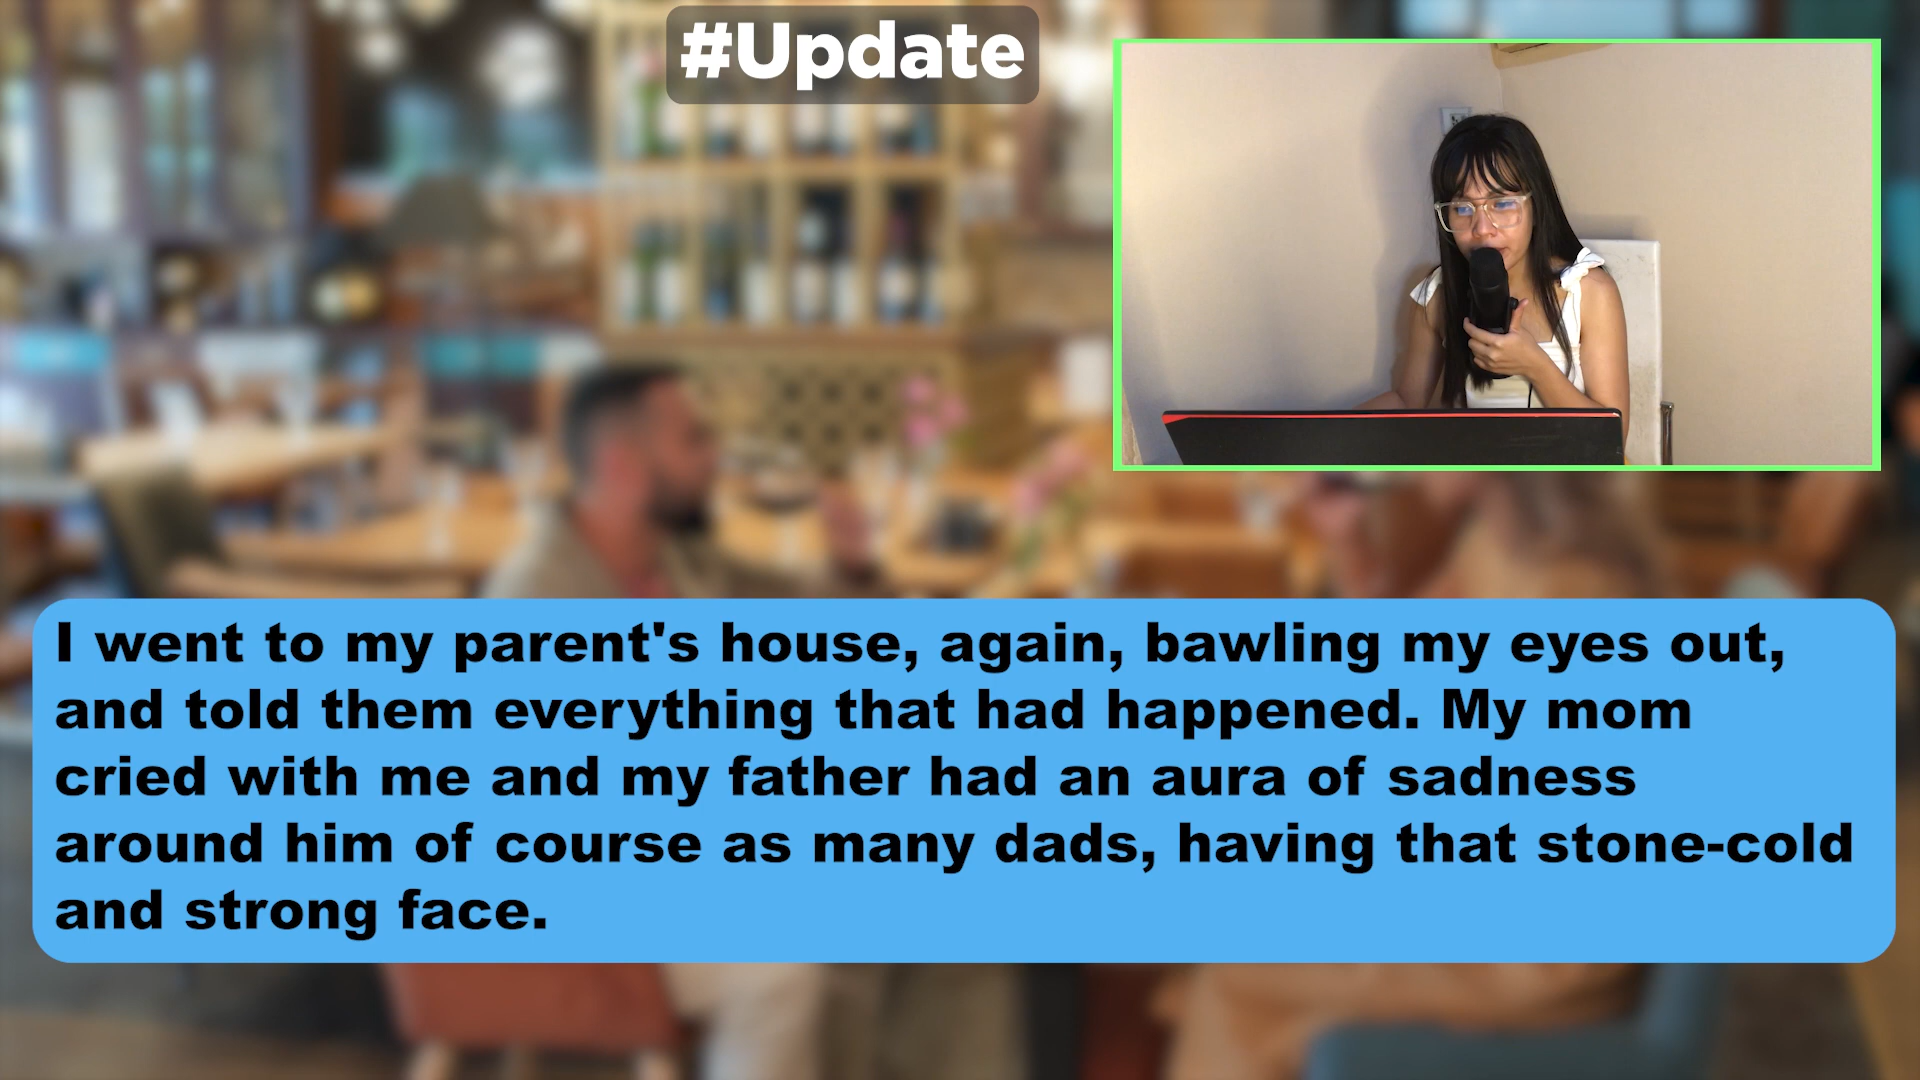 #Update
I went to my parent's house, again, bawling my eyes out,
and told them everything that had happened. My mom
cried with me and my father had an aura of sadness
around him of course as many dads, having that stone-cold
and strong face.